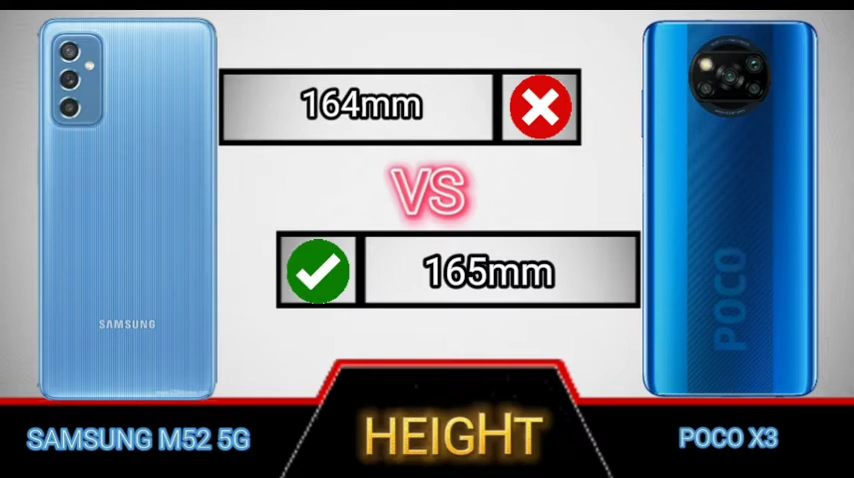 164mm
VS
165mm
SAMSUNG
POCO
HEIGHT
SAMSUNG M52 5G
POCO X3